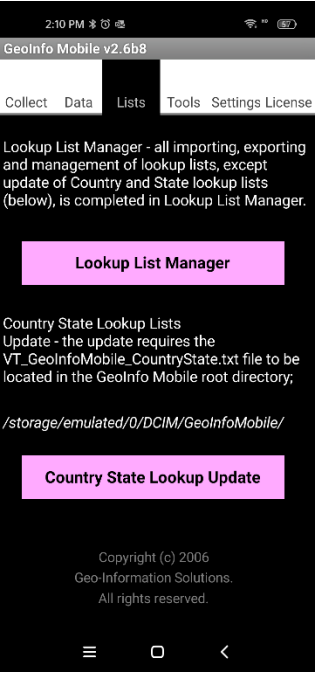 2:10 PM
57
GeoInfo Mobile v2.6b8
Collect Data Lists Tools Settings License
Lookup List Manager - all importing, exporting
and management of lookup lists, except
update of Country and State lookup lists
(below), is completed in Lookup List Manager.
Lookup List Manager
Country State Lookup Lists
Update - the update requires the
VT_GeoInfoMobile_CountryState.txt file to be
located in the GeoInfo Mobile root directory;
/storage/emulated/0/DCIM/GeoInfoMobile/
Country State Lookup Update
Copyright (c) 2006
Geo-Information Solutions.
All rights reserved.